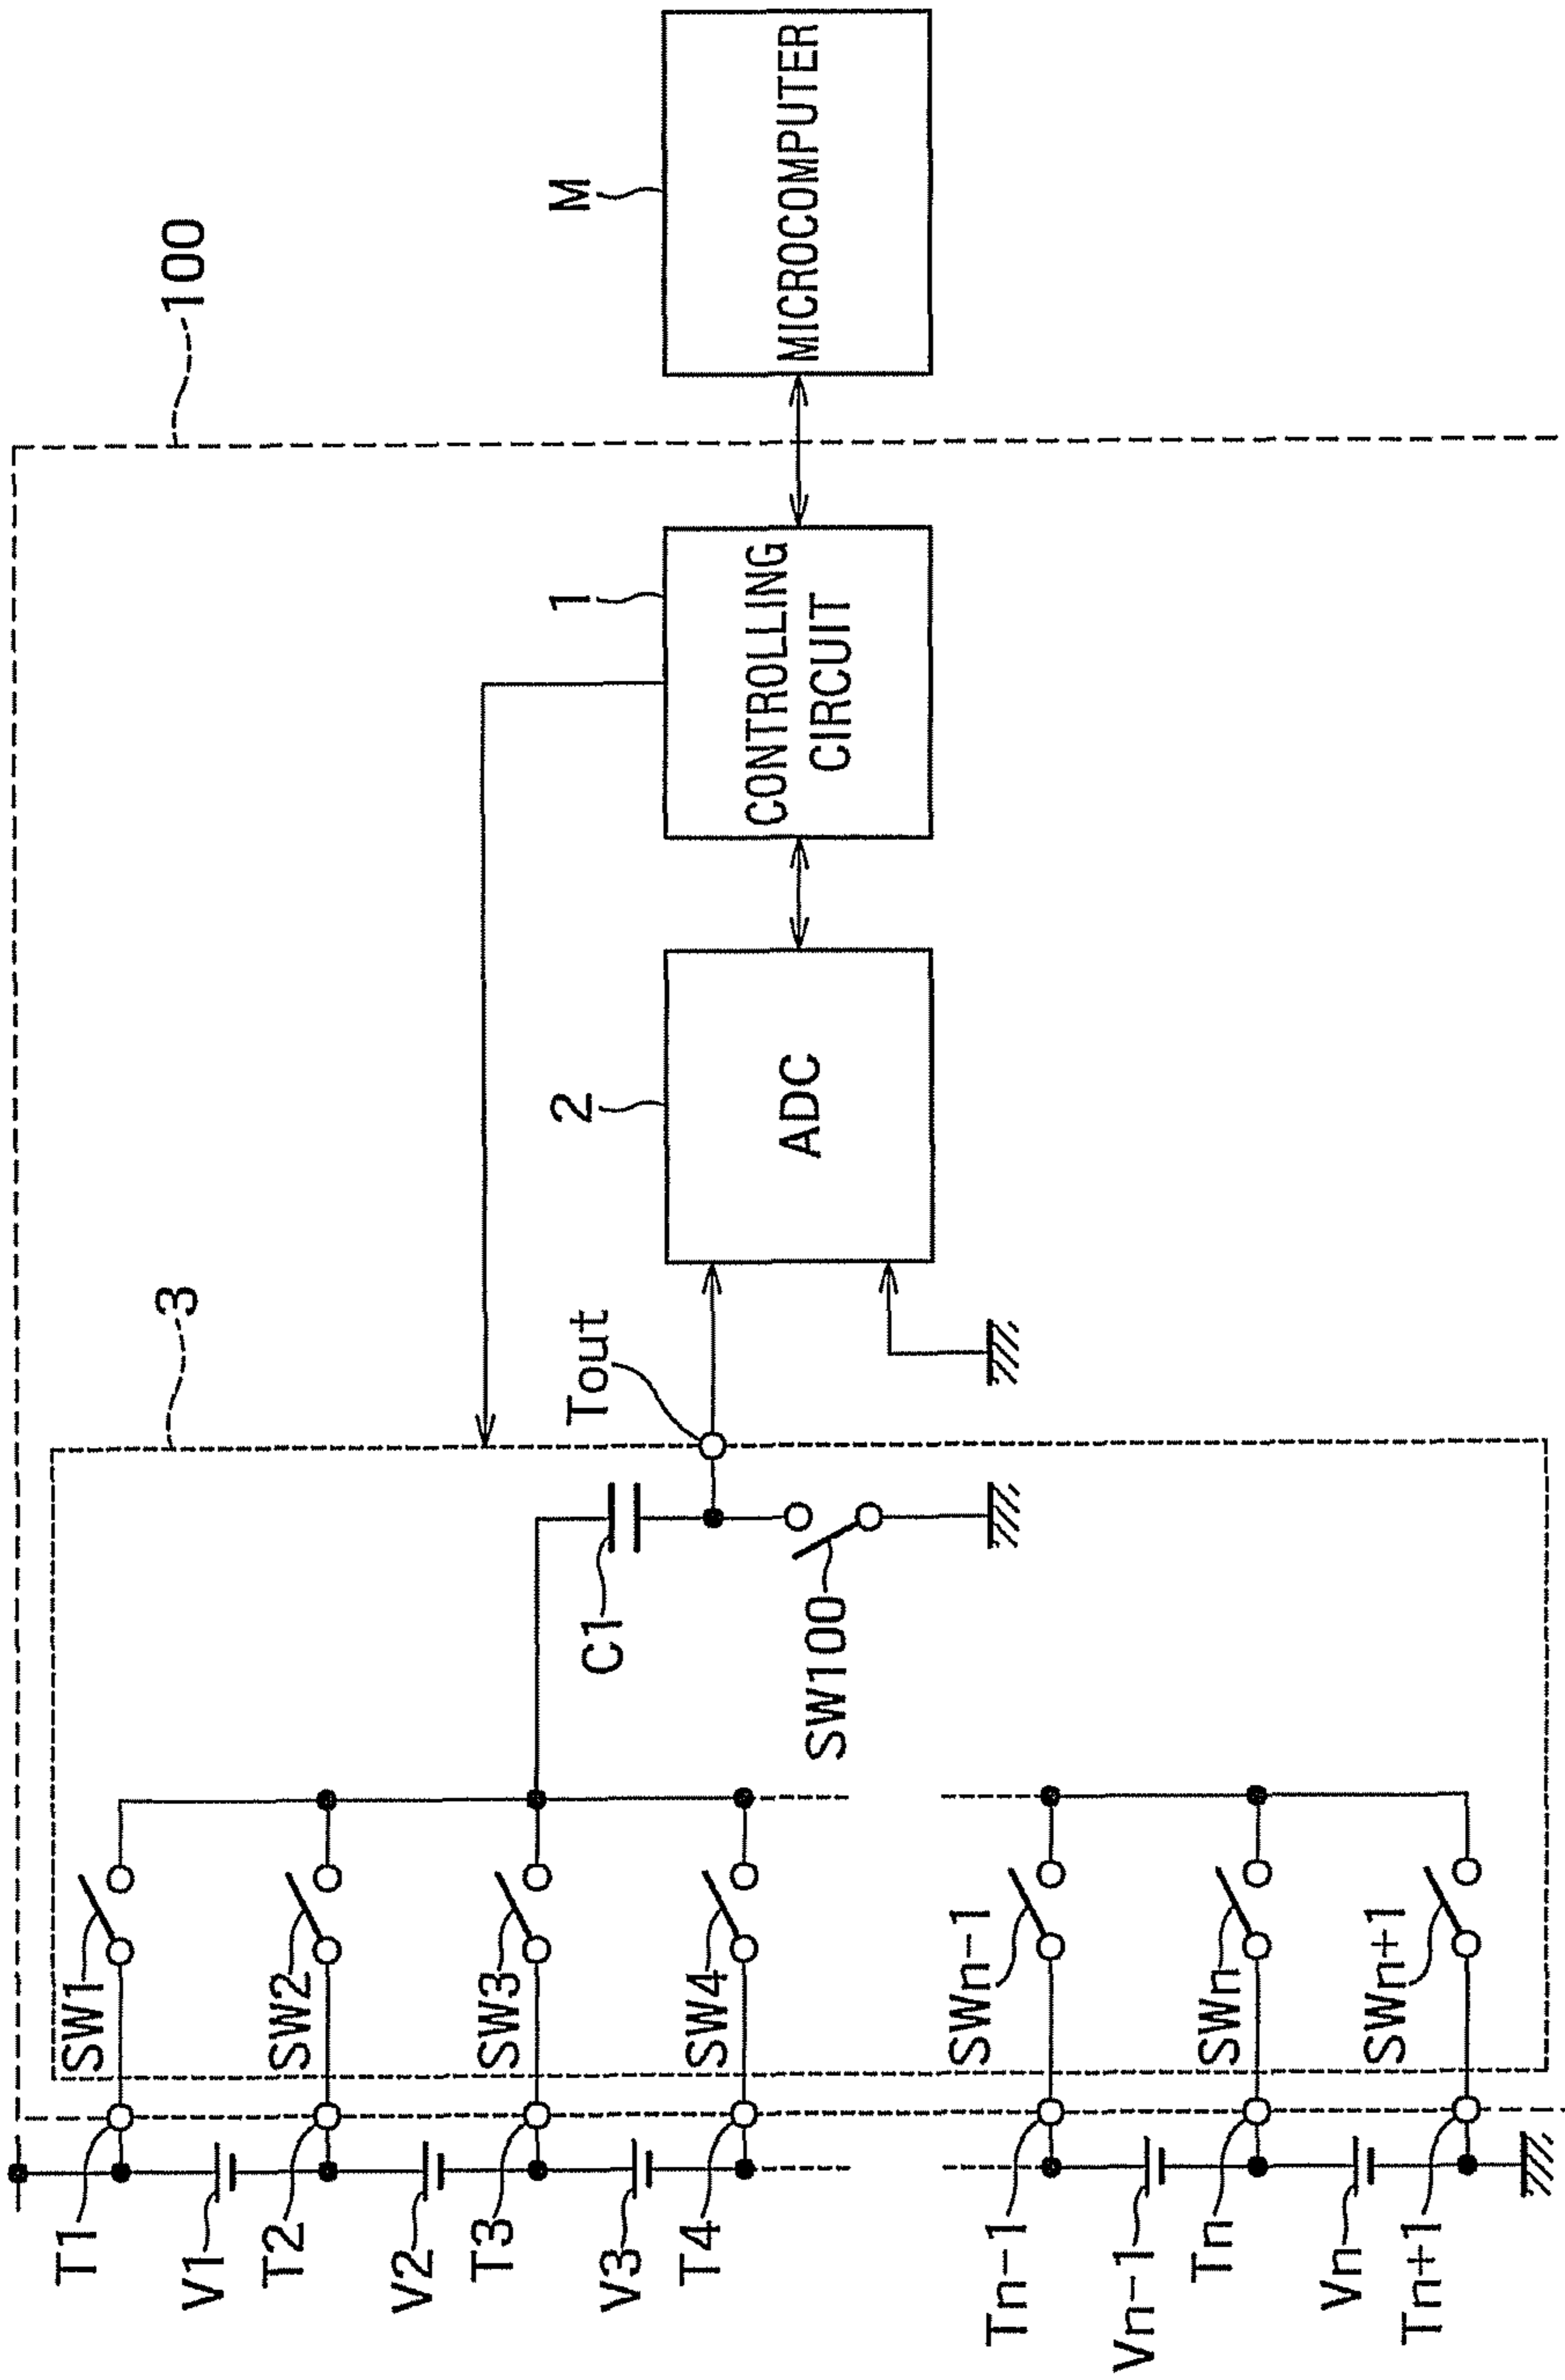 100
3
M
MICROCOMPUTER
1
CONTROLLING
CIRCUIT
2
ADC
Tout
C1
SW100
SW1
SW2
SW3
SW4
SWn-1
SWn
SWn+1
T1
V1
T2
V2
T3
V3
T4
Tn-1
Vn-1
Tn
Vn
Tn+1